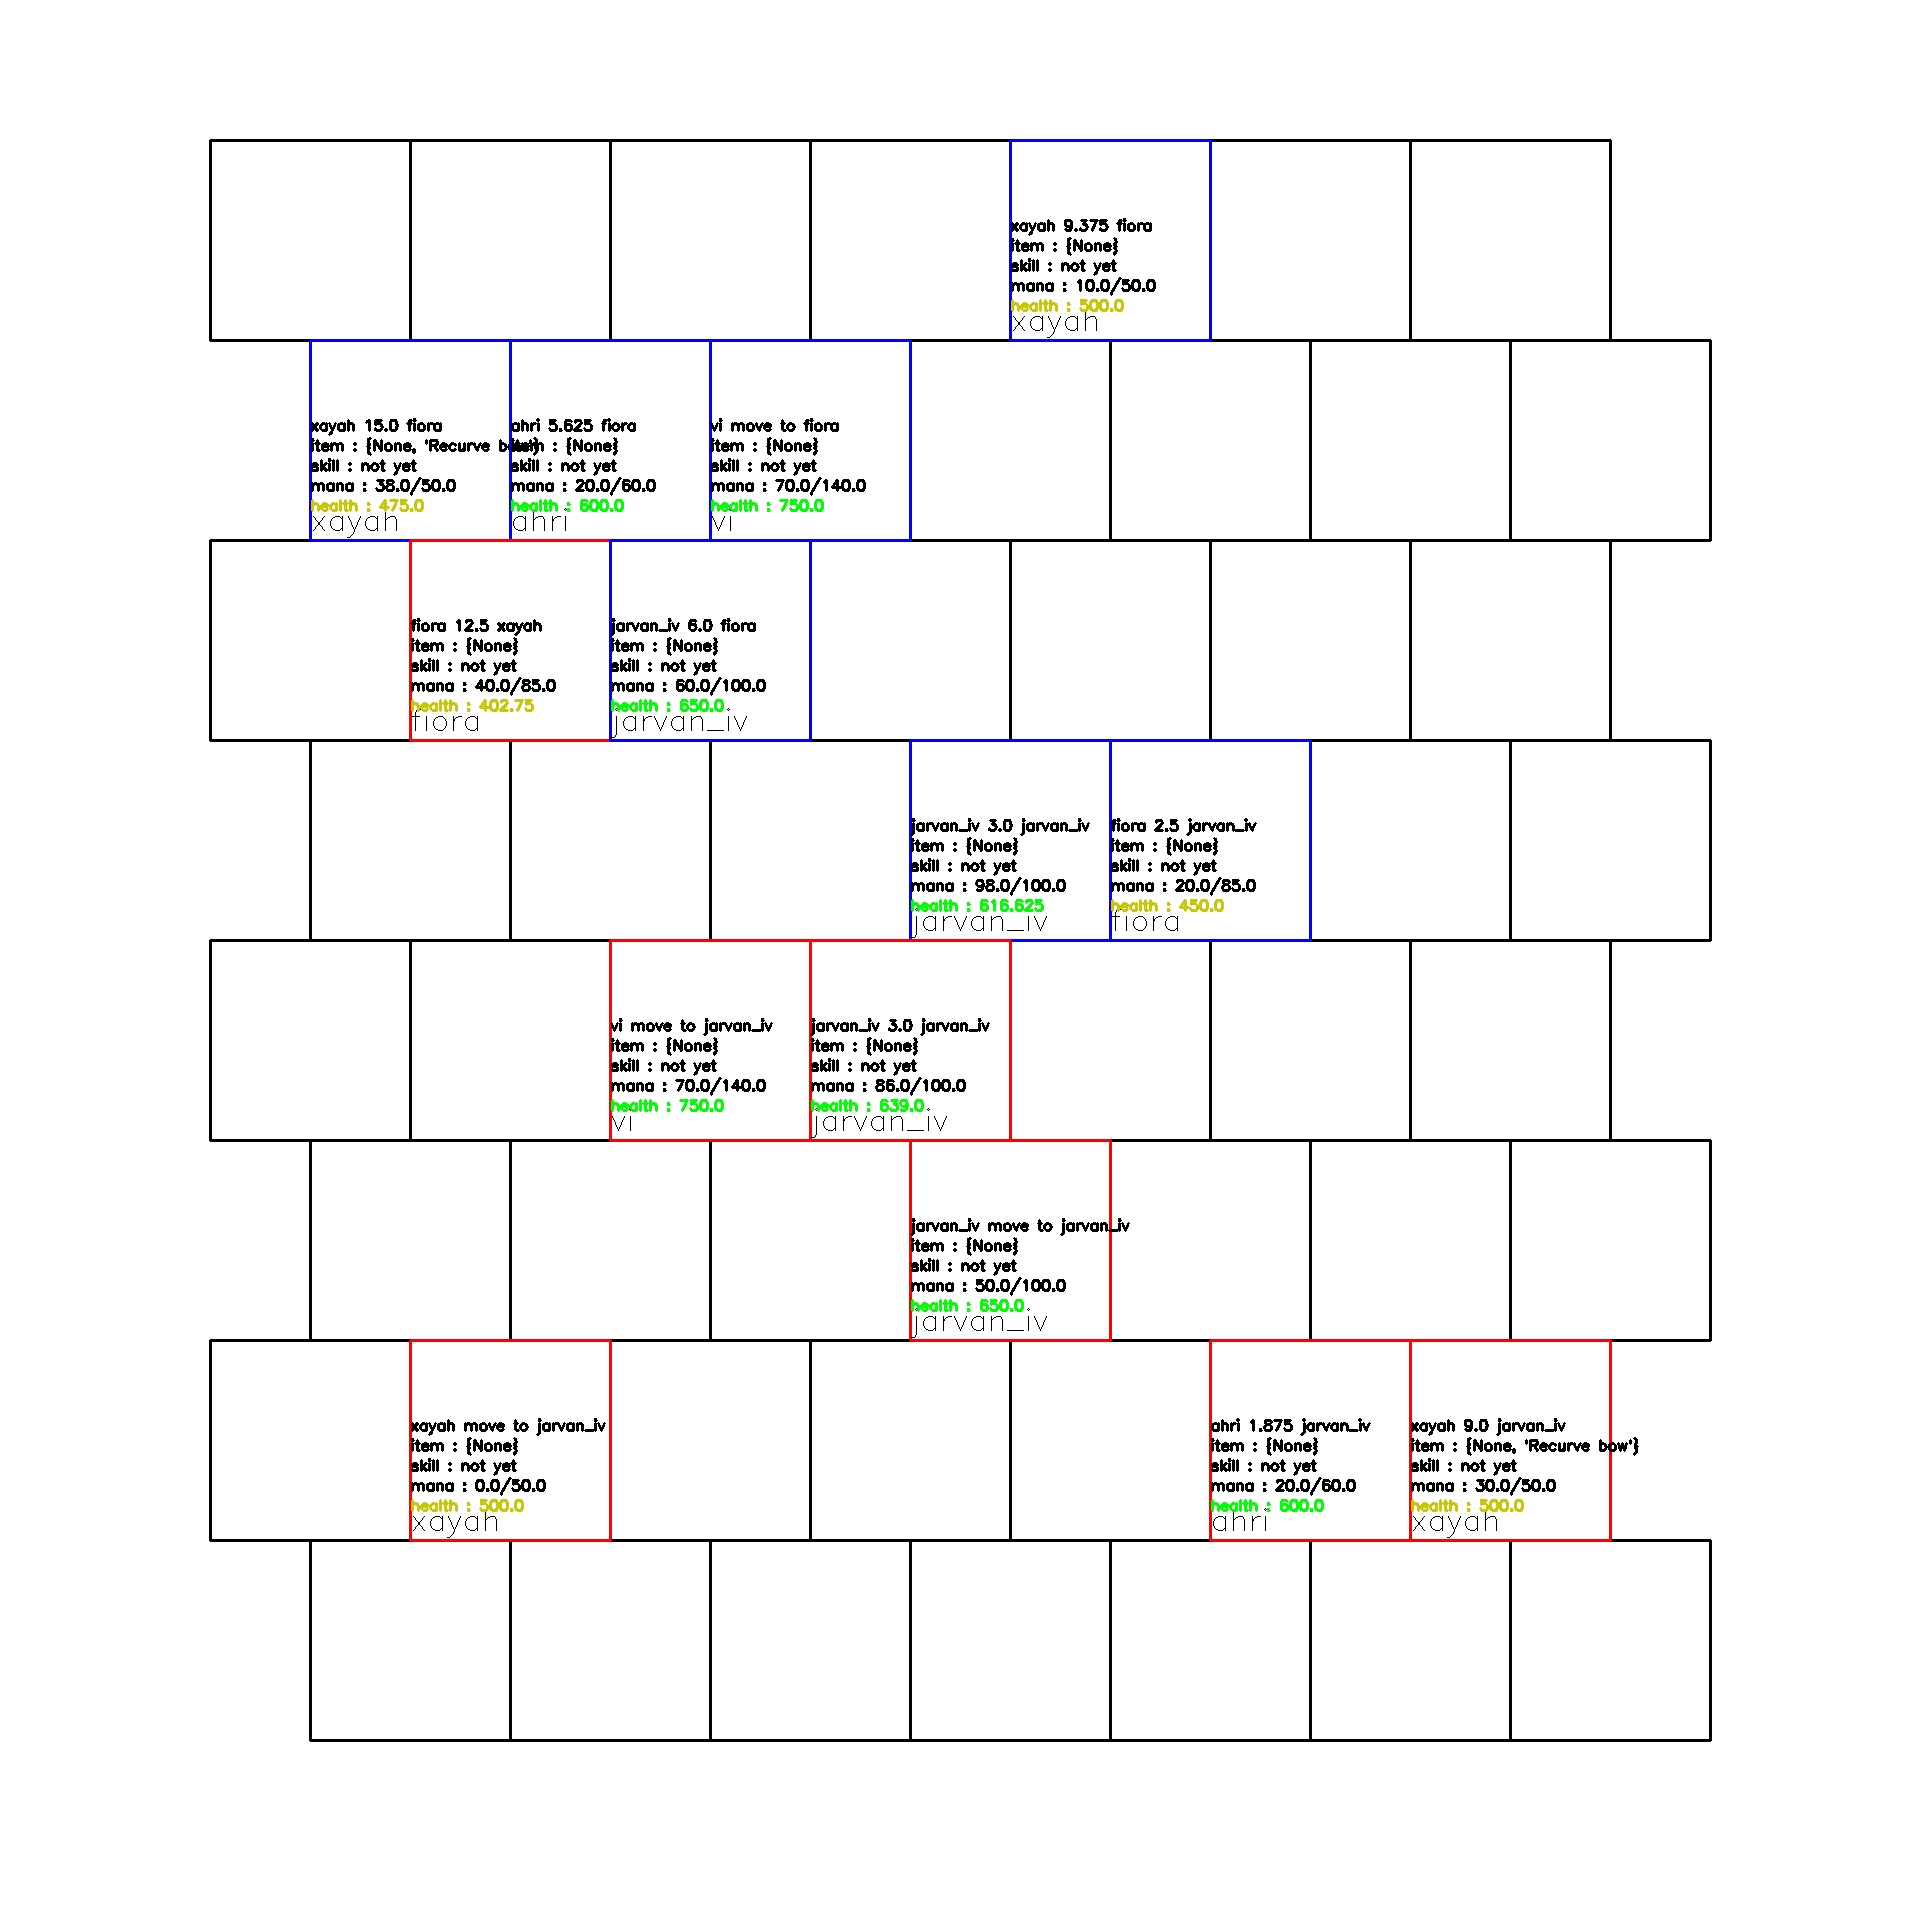 xayah 9.375 fiora
item : {None}
skill : not yet
mana : 10.0/50.0
health : 500.0
xayah
xayah 15.0 fiora
item : {None, 'Recurve bow'}
skill : not yet
mana : 38.0/50.0
health : 475.0
xayah
ahri 5.625 fiora
item : {None}
skill : not yet
mana : 20.0/60.0
health : 600.0
ahri
vi move to fiora
item : {None}
skill : not yet
mana : 70.0/140.0
health : 750.0
vi
fiora 12.5 xayah
item : {None}
skill : not yet
mana : 40.0/85.0
health : 402.75
fiora
jarvan_iv 6.0 fiora
item : {None}
skill : not yet
mana : 60.0/100.0
health : 650.0
jarvan_iv
jarvan_iv 3.0 jarvan_iv
item : {None}
skill : not yet
mana : 98.0/100.0
health : 616.625
jarvan_iv
fiora 2.5 jarvan_iv
item : {None}
skill : not yet
mana : 20.0/85.0
health : 450.0
fiora
vi move to jarvan_iv
item : {None}
skill : not yet
mana : 70.0/140.0
health : 750.0
vi
jarvan_iv 3.0 jarvan_iv
item : {None}
skill : not yet
mana : 86.0/100.0
health : 639.0
jarvan_iv
jarvan_iv move to jarvan_iv
item : {None}
skill : not yet
mana : 50.0/100.0
health : 650.0
jarvan_iv
xayah move to jarvan_iv
item : {None}
skill : not yet
mana : 0.0/50.0
health : 500.0
xayah
ahri 1.875 jarvan_iv
item : {None}
skill : not yet
mana : 20.0/60.0
health : 600.0
ahri
xayah 9.0 jarvan_iv
item : {None, 'Recurve bow'}
skill : not yet
mana : 30.0/50.0
health : 500.0
xayah